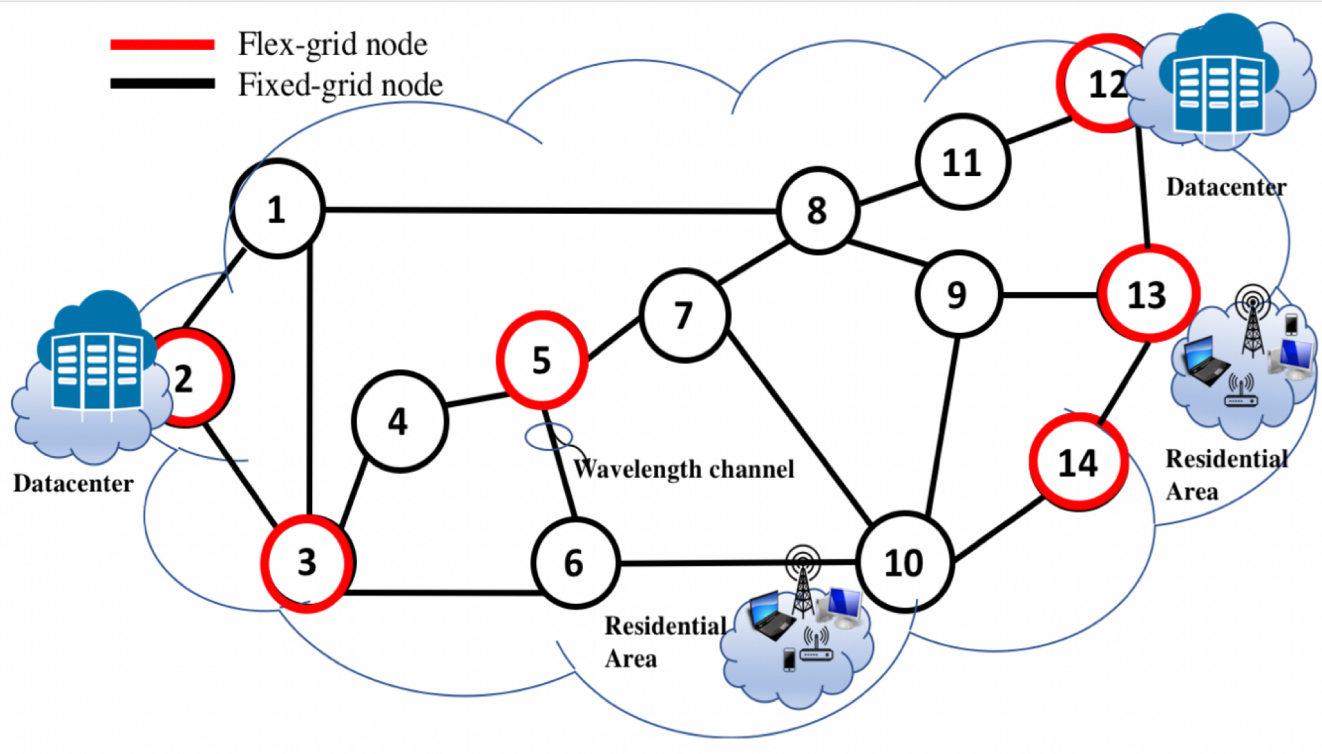 Flex-grid node
Fixed-grid node
12
11
Datacenter
1
8
9
13
7
5
2
4
Wavelength channel
14
Residential
Area
Datacenter
3
6
10
Residential
Area